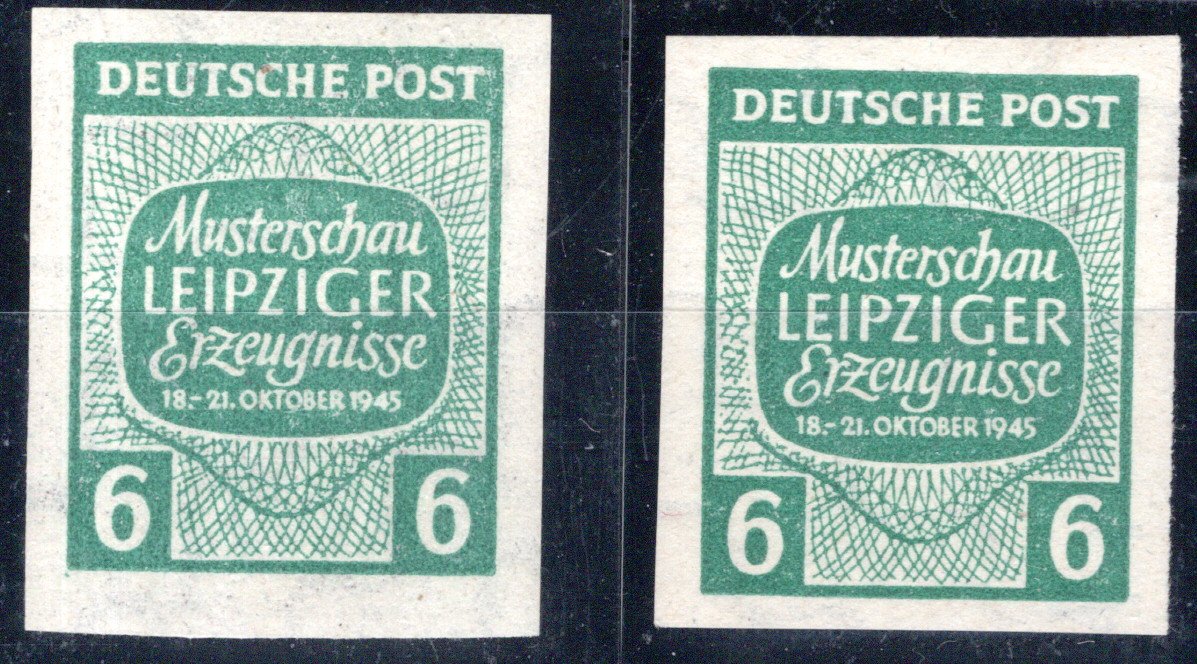 DEUTSCHE POST
Musterschau
LEIPZIGER
Erzeugnisse
18.-21. OKTOBER 1945
6 6
DEUTSCHE POST
Musterschau
LEIPZIGER
Erzeugnisse
18.-21. OKTOBER 1945
6 6